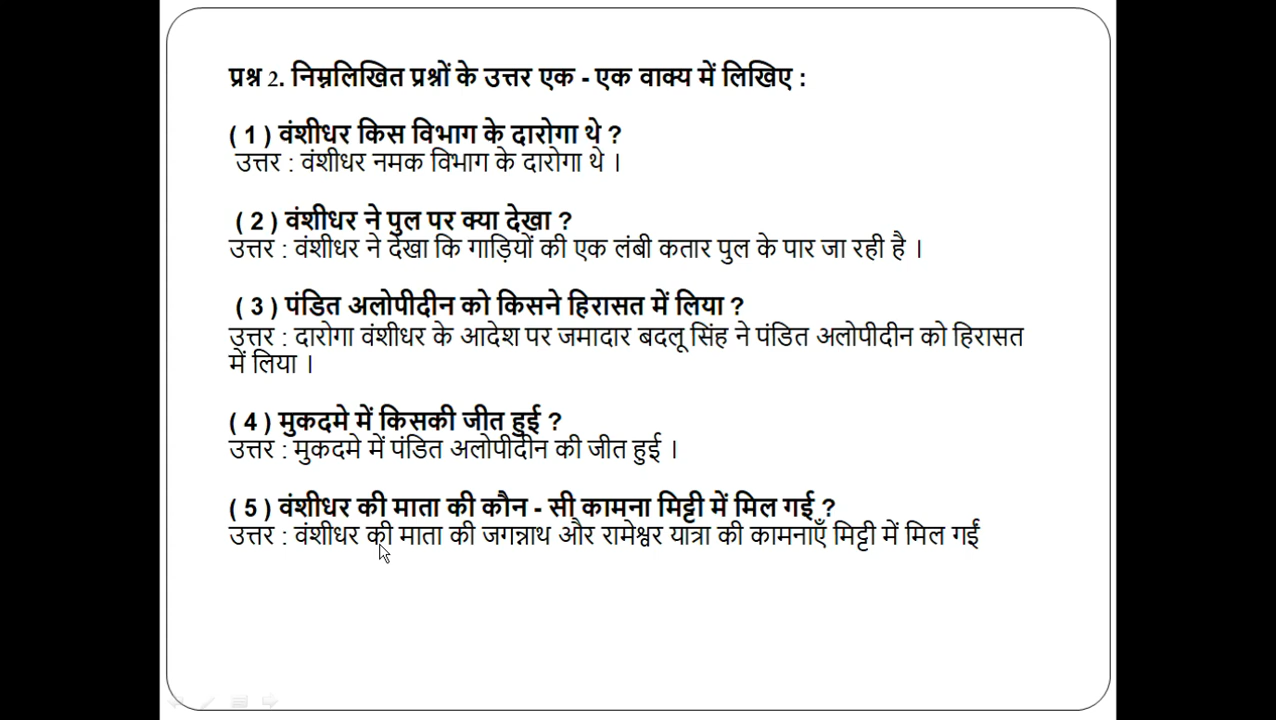 प्रश्न 2. निम्नलिखित प्रश्नों के उत्तर एक - एक वाक्य में लिखिए :
( 1 ) वंशीधर किस विभाग के दारोगा थे ?
उत्तर : वंशीधर नमक विभाग के दारोगा थे ।
( 2 ) वंशीधर ने पुल पर क्या देखा ?
उत्तर : वंशीधर ने देखा कि गाड़ियों की एक लंबी कतार पुल के पार जा रही है ।
( 3 ) पंडित अलोपीदीन को किसने हिरासत में लिया ?
उत्तर : दारोगा वंशीधर के आदेश पर जमादार बदलू सिंह ने पंडित अलोपीदीन को हिरासत
में लिया ।
( 4 ) मुकदमे में किसकी जीत हुई ?
उत्तर : मुकदमे में पंडित अलोपीदीन की जीत हुई ।
( 5 ) वंशीधर की माता की कौन - सी कामना मिट्टी में मिल गई ?
उत्तर : वंशीधर की माता की जगन्नाथ और रामेश्वर यात्रा की कामनाएँ मिट्टी में मिल गईं